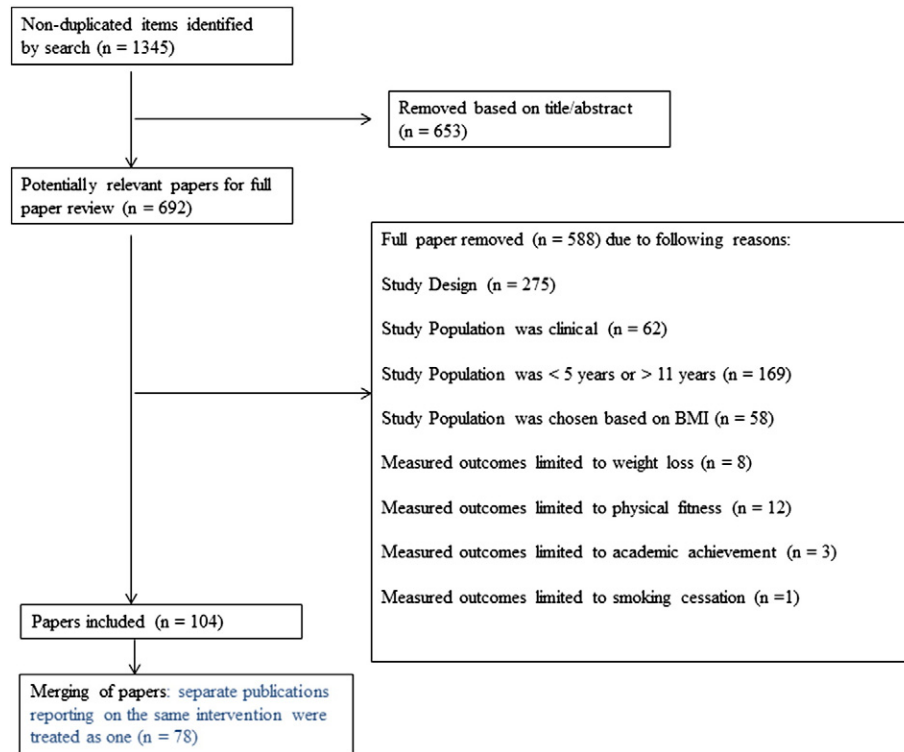 Non-duplicated items identified
by search (n = 1345)
Removed based on title/abstract
(n = 653)
Potentially relevant papers for full
paper review (n = 692)
Full paper removed (n = 588) due to following reasons:
Study Design (n = 275)
Study Population was clinical (n = 62)
Study Population was < 5 years or > 11 years (n = 169)
Study Population was chosen based on BMI (n = 58)
Measured outcomes limited to weight loss (n = 8)
Measured outcomes limited to physical fitness (n = 12)
Measured outcomes limited to academic achievement (n = 3)
Measured outcomes limited to smoking cessation (n =1)
Papers included (n = 104)
Merging of papers: separate publications
reporting on the same intervention were
treated as one (n = 78)